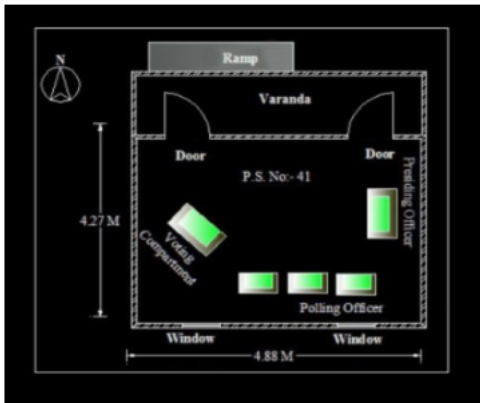 N
Ramp
Varanda
Door
Door
P.S. No:- 41
Presiding Officer
4.27 M
Voting
Compartment
Polling Officer
Window
Window
4.88 M